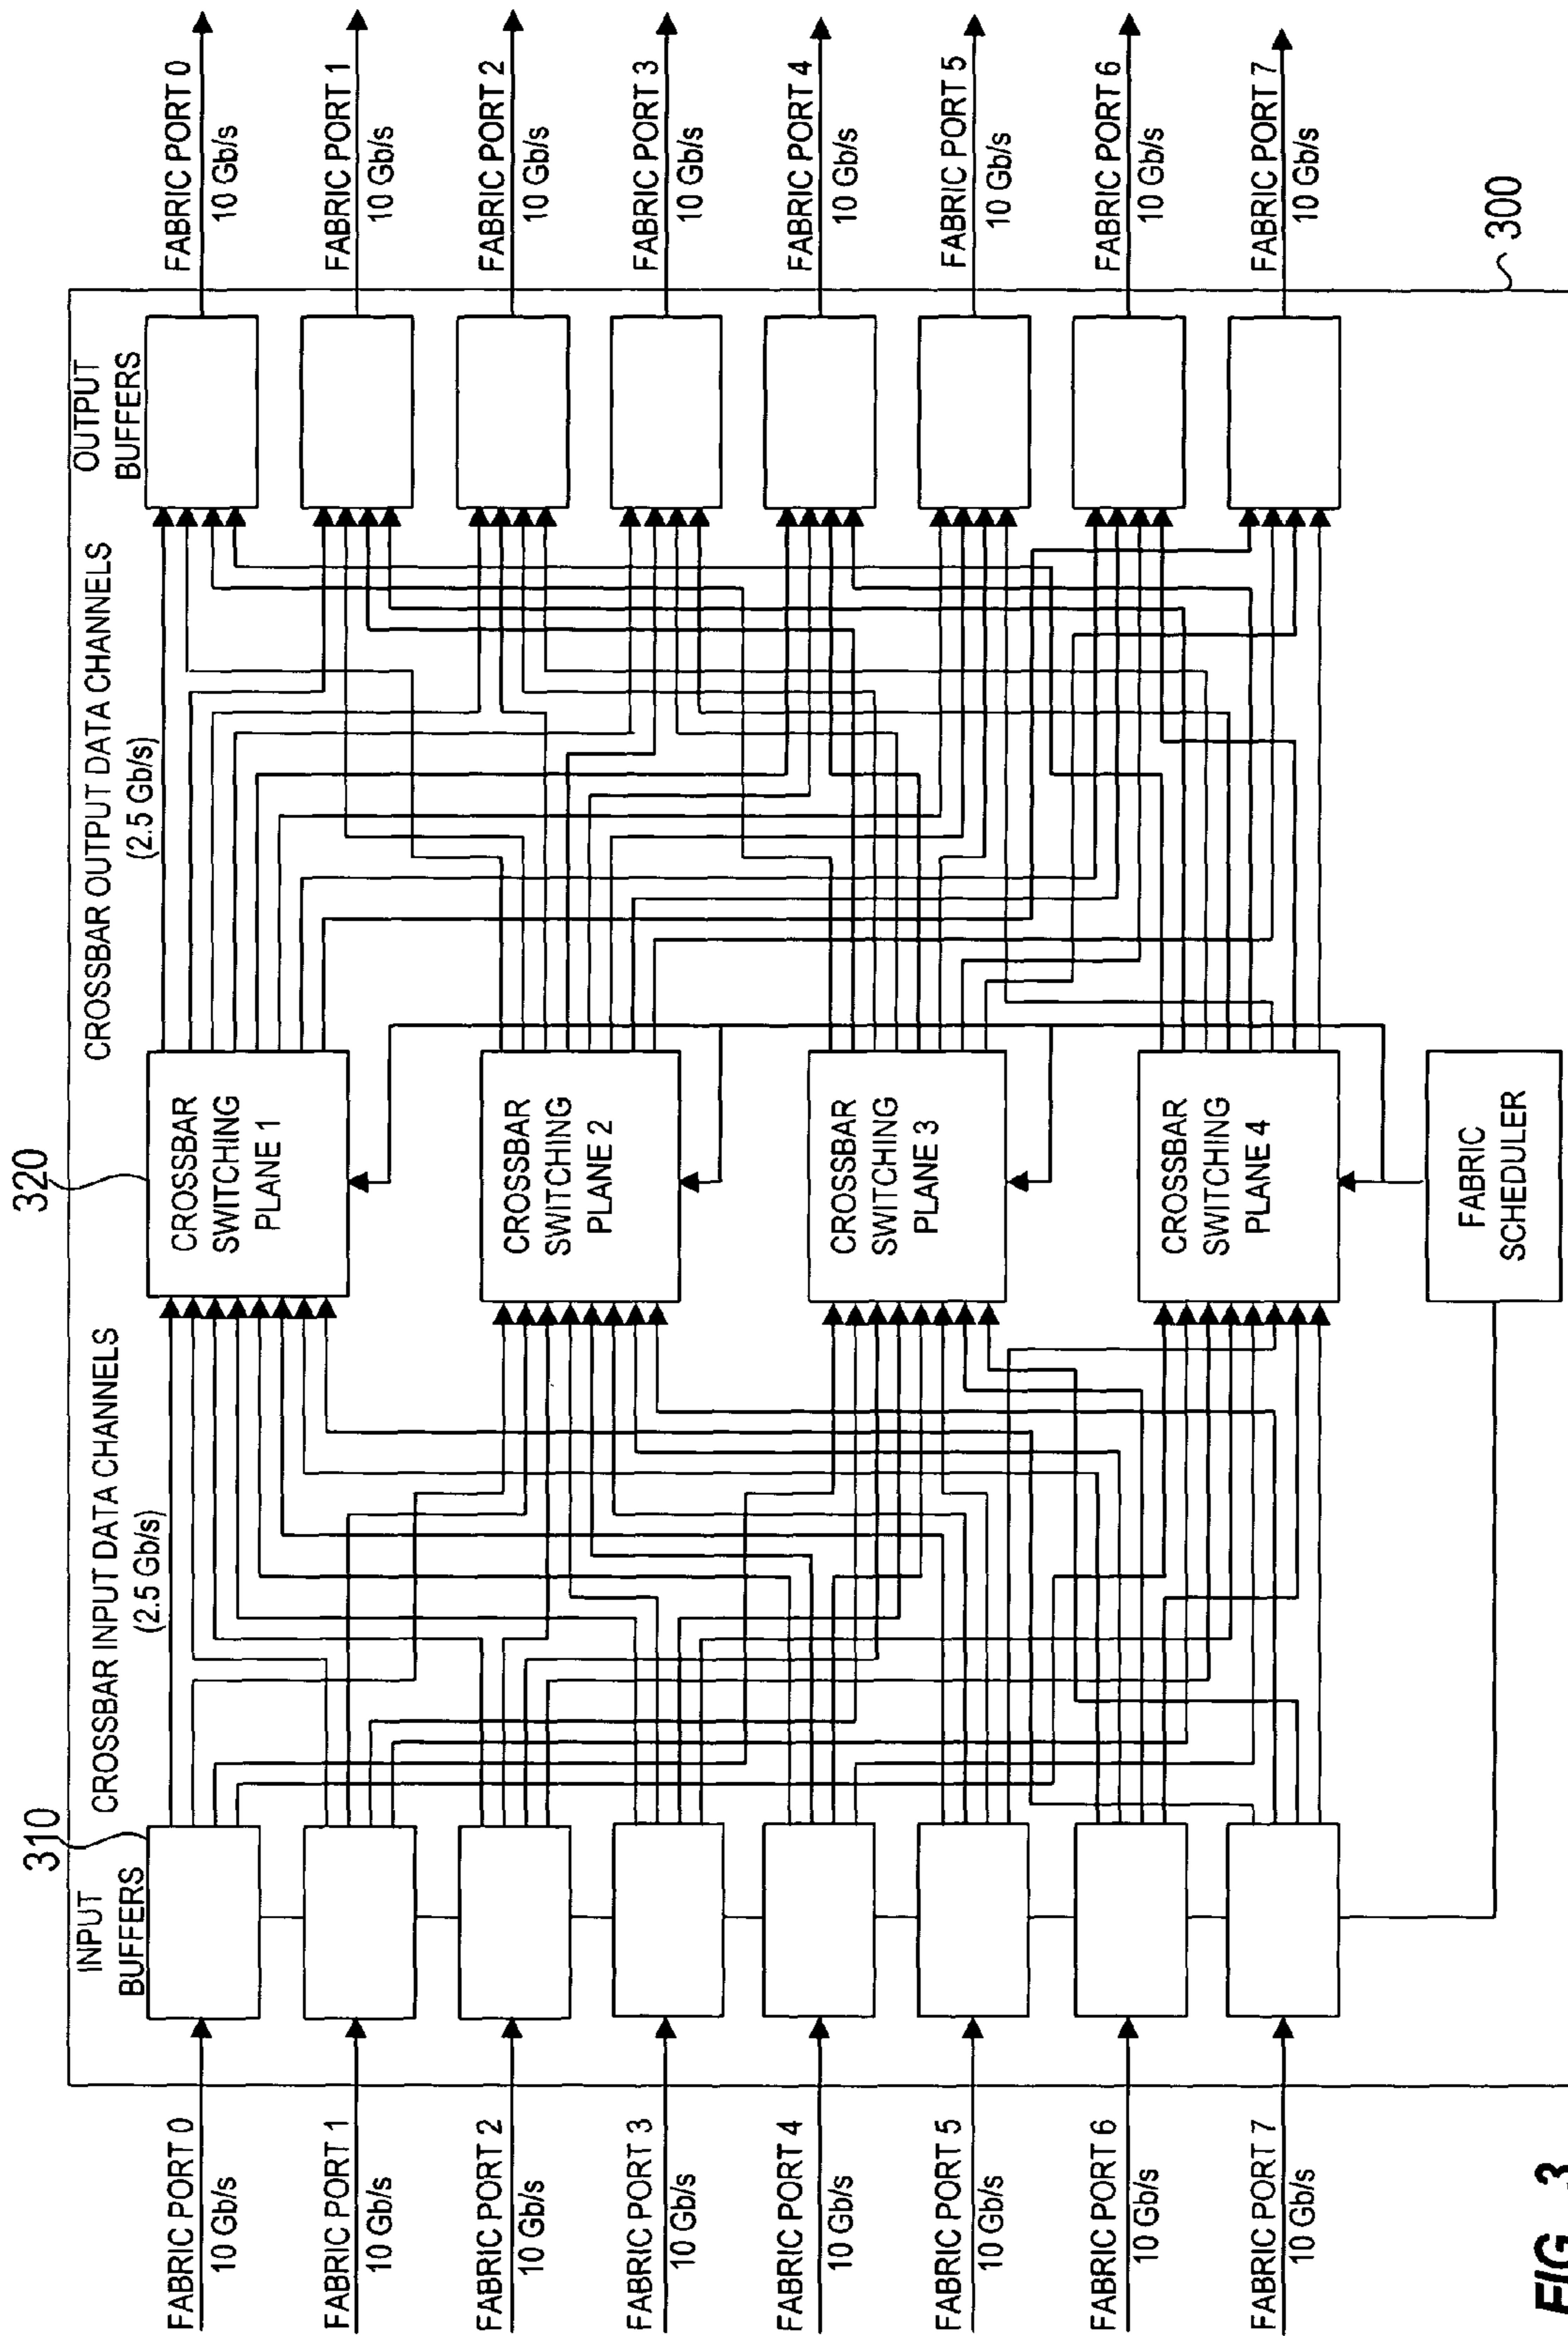 FABRIC PORT 0
10 Gb/s
FABRIC PORT 1
10 Gb/s
FABRIC PORT 2
10 Gb/s
FABRIC PORT 3
10 Gb/s
FABRIC PORT 4
10 Gb/s
FABRIC PORT 5
10 Gb/s
FABRIC PORT 6
10 Gb/s
FABRIC PORT 7
10 Gb/s
310
INPUT
BUFFERS
CROSSBAR INPUT DATA CHANNELS
(2.5 Gb/s)
320
CROSSBAR
SWITCHING
PLANE 1
CROSSBAR
SWITCHING
PLANE 2
CROSSBAR
SWITCHING
PLANE 3
CROSSBAR
SWITCHING
PLANE 4
FABRIC
SCHEDULER
CROSSBAR OUTPUT DATA CHANNELS
(2.5 Gb/s)
OUTPUT
BUFFERS
FABRIC PORT 0
10 Gb/s
FABRIC PORT 1
10 Gb/s
FABRIC PORT 2
10 Gb/s
FABRIC PORT 3
10 Gb/s
FABRIC PORT 4
10 Gb/s
FABRIC PORT 5
10 Gb/s
FABRIC PORT 6
10 Gb/s
FABRIC PORT 7
10 Gb/s
300
FIG_3